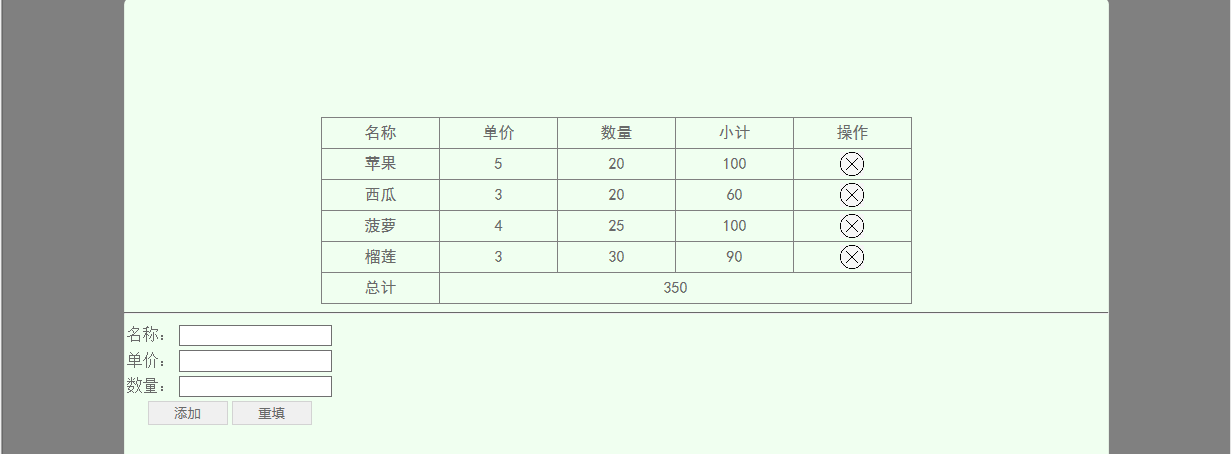 名称 单价 数量 小计 操作
苹果 5 20 100
西瓜 3 20 60
菠萝 4 25 100
榴莲 3 30 90
总计 350
名称：
单价：
数量：
添加 重填